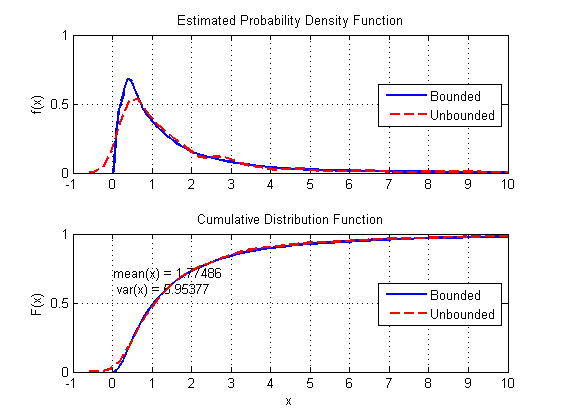 Estimated Probability Density Function
1
0.5
0
f(x)
Bounded
Unbounded
-1 0 1 2 3 4 5 6 7 8 9 10
Cumulative Distribution Function
1
0.5
0
F(x)
mean(x) = 1.77486
var(x) = 5.95377
Bounded
Unbounded
-1 0 1 2 3 4 5 6 7 8 9 10
x